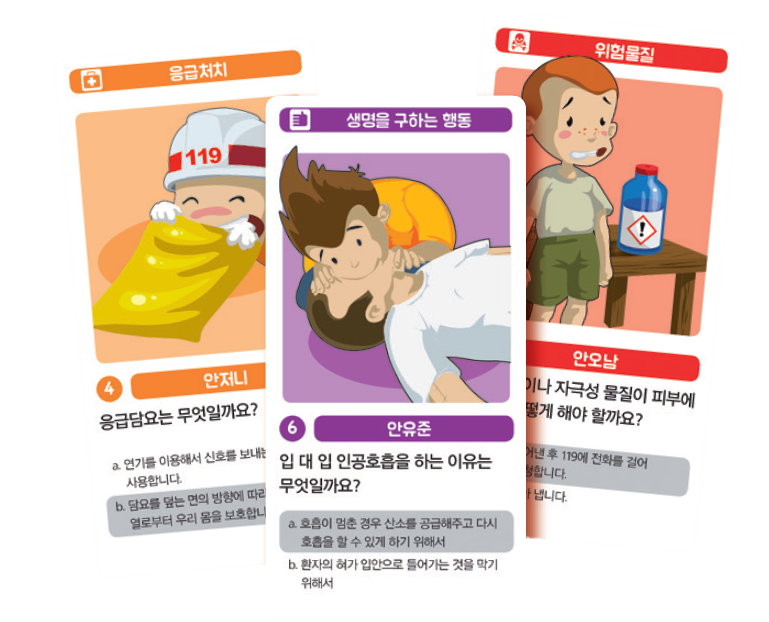 응급처치
119
4
안저니
응급담요는 무엇일까요?
a. 연기를 이용해서 신호를 보내는
사용합니다.
b. 담요를 덮는 면의 방향에 따라
열로부터 우리 몸을 보호합니
생명을 구하는 행동
6
안유준
입 대 입 인공호흡을 하는 이유는
무엇일까요?
a. 호흡이 멈춘 경우 산소를 공급해주고 다시
호흡을 할 수 있게 하기 위해서
b. 환자의 혀가 입안으로 들어가는 것을 막기
위해서
위험물질
!
안오남
이나 자극성 물질이 피부에
떻게 해야 할까요?
어낸 후 119에 전화를 걸어
합니다.
냅니다.